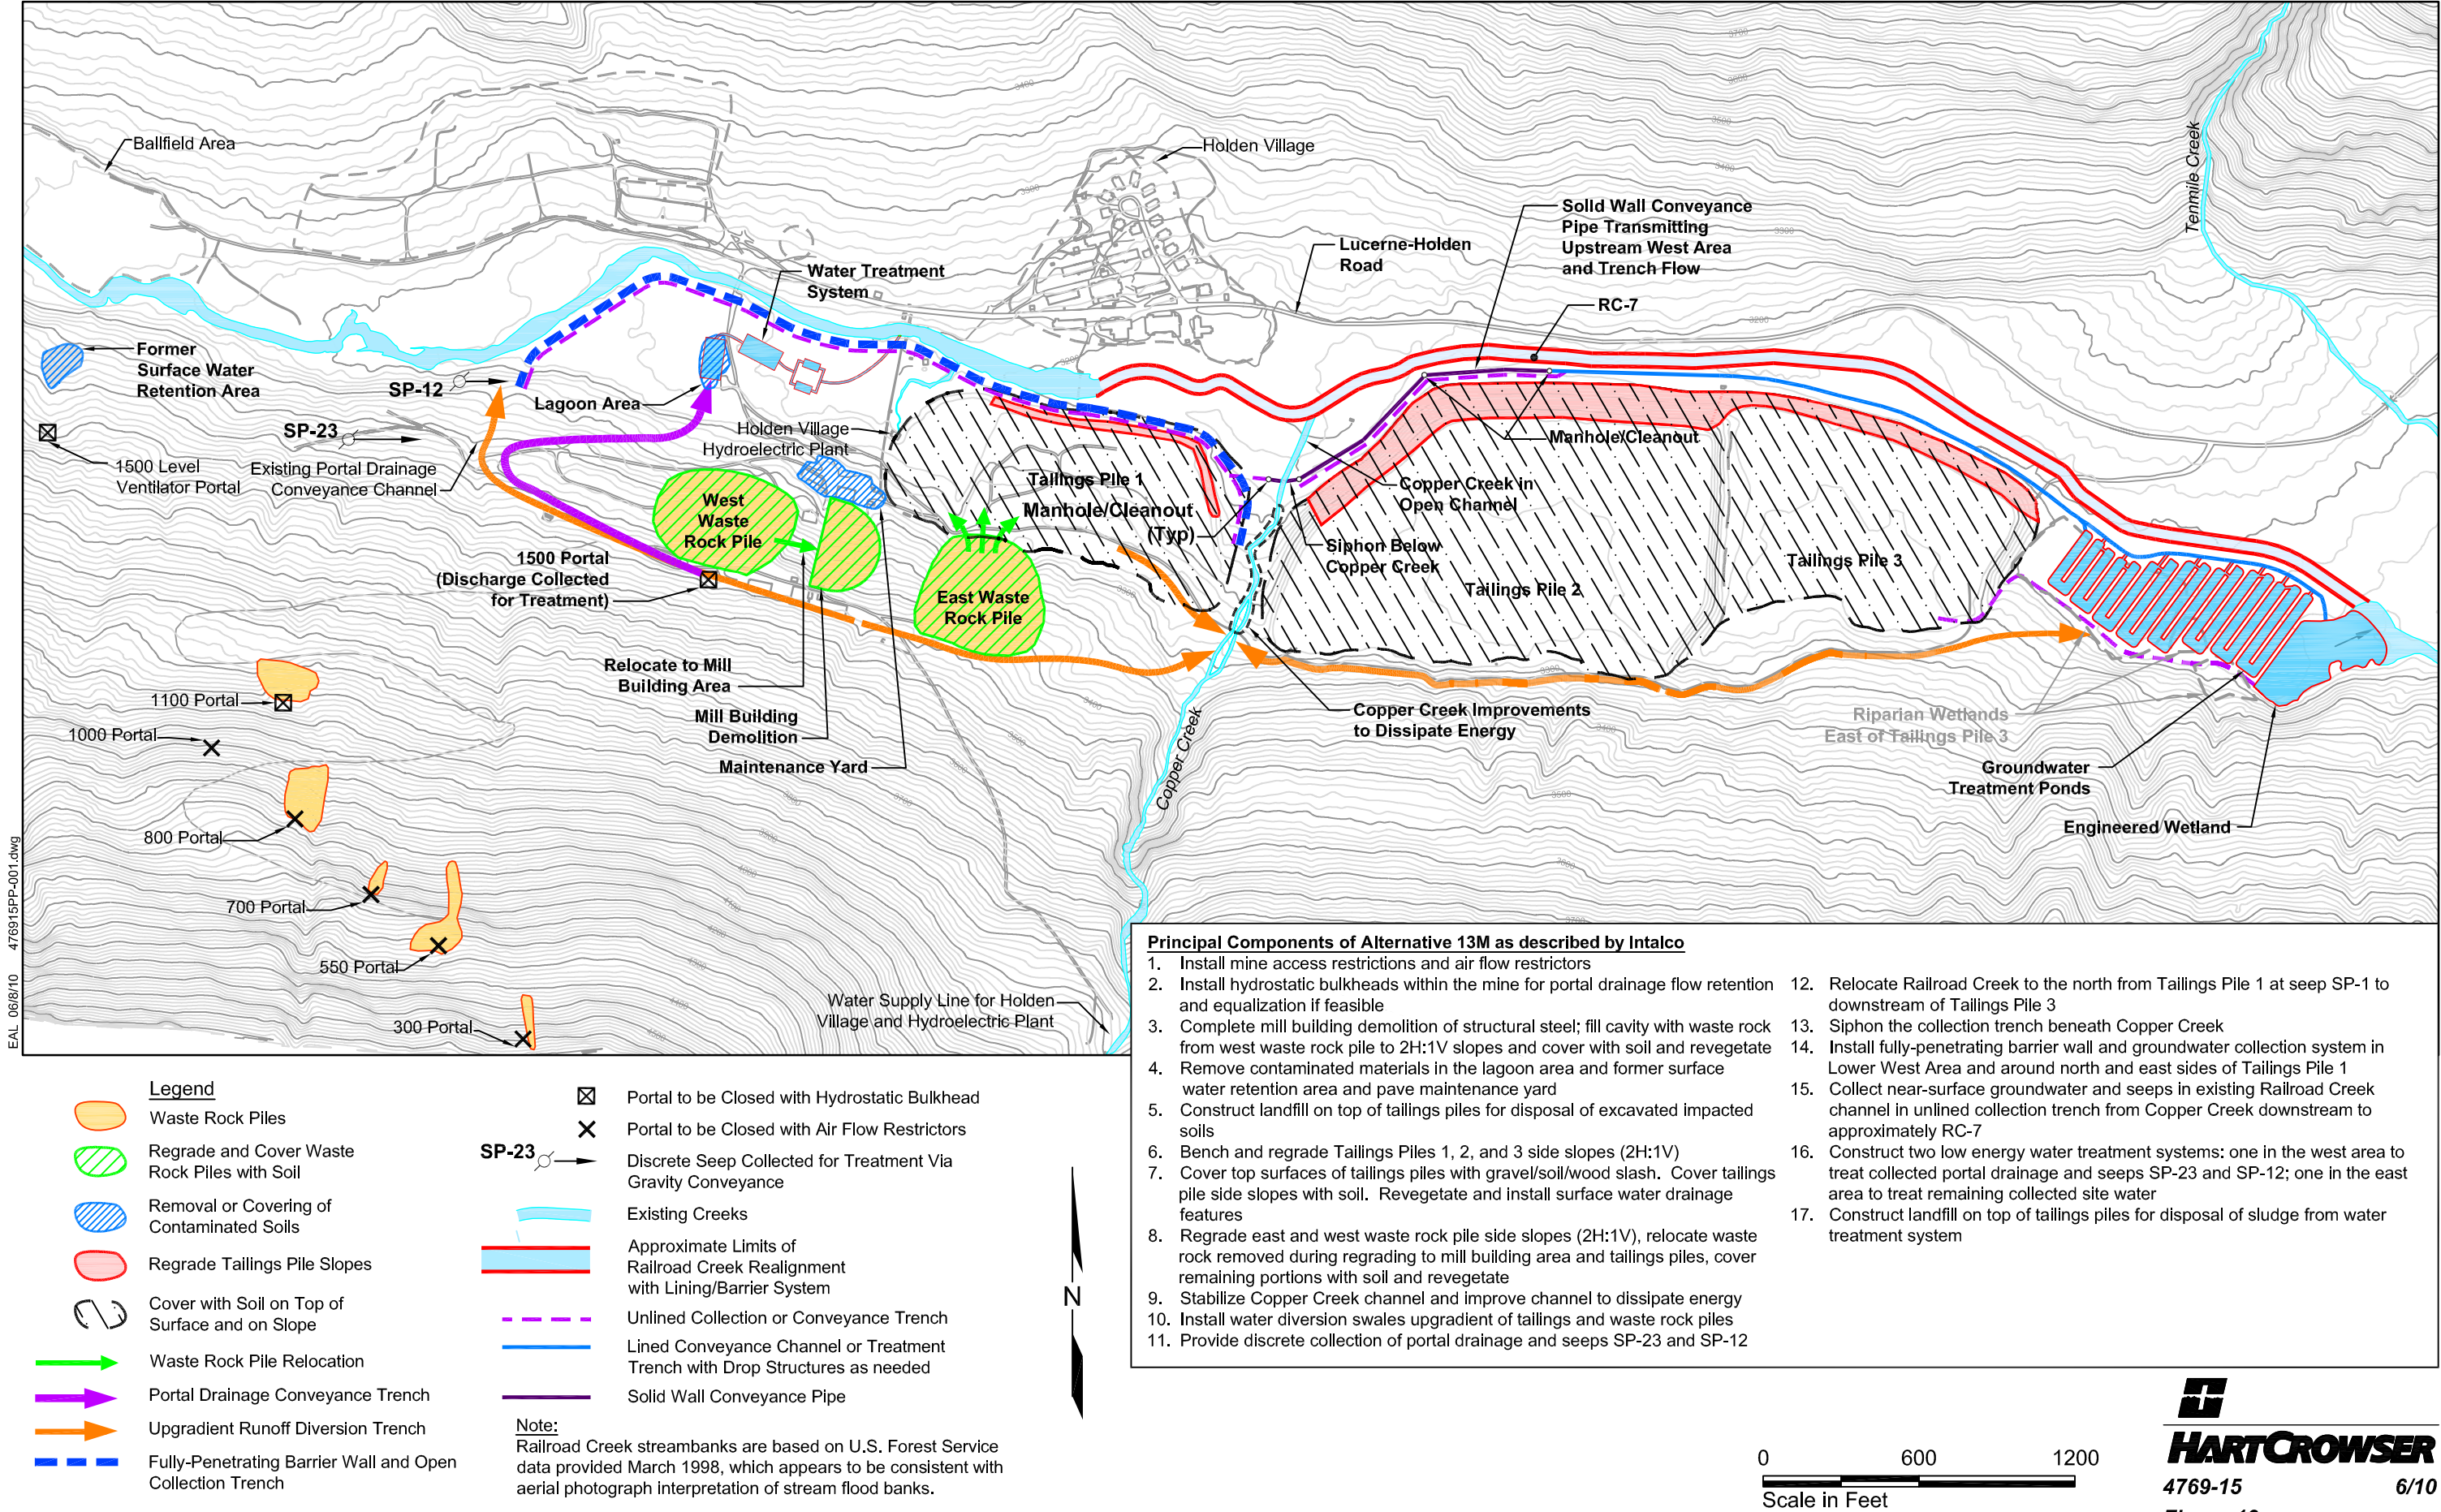 Ballfield Area
Holden Village
Tenmile Creek
Solid Wall Conveyance
Pipe Transmitting
Upstream West Area
and Trench Flow
Lucerne-Holden
Road
RC-7
Water Treatment
System
Former
Surface Water
Retention Area
SP-12
Lagoon Area
SP-23
1500 Level
Ventilator Portal
Existing Portal Drainage
Conveyance Channel
Holden Village
Hydroelectric Plant
Manhole/Cleanout
Tailings Pile 1
Manhole/Cleanout
(Typ)
Copper Creek in
Open Channel
West
Waste
Rock Pile
Siphon Below
Copper Creek
Tailings Pile 2
Tailings Pile 3
1500 Portal
(Discharge Collected
for Treatment)
East Waste
Rock Pile
Relocate to Mill
Building Area
Mill Building
Demolition
Maintenance Yard
Copper Creek
Copper Creek Improvements
to Dissipate Energy
Riparian Wetlands
East of Tailings Pile 3
Groundwater
Treatment Ponds
Engineered Wetland
1100 Portal
1000 Portal
800 Portal
700 Portal
550 Portal
300 Portal
Water Supply Line for Holden
Village and Hydroelectric Plant
EAL 06/8/10 476915PP-001.dwg
Principal Components of Alternative 13M as described by Intalco
1. Install mine access restrictions and air flow restrictors
2. Install hydrostatic bulkheads within the mine for portal drainage flow retention
and equalization if feasible
3. Complete mill building demolition of structural steel; fill cavity with waste rock
from west waste rock pile to 2H:1V slopes and cover with soil and revegetate
4. Remove contaminated materials in the lagoon area and former surface
water retention area and pave maintenance yard
5. Construct landfill on top of tailings piles for disposal of excavated impacted
soils
6. Bench and regrade Tailings Piles 1, 2, and 3 side slopes (2H:1V)
7. Cover top surfaces of tailings piles with gravel/soil/wood slash. Cover tailings
pile side slopes with soil. Revegetate and install surface water drainage
features
8. Regrade east and west waste rock pile side slopes (2H:1V), relocate waste
rock removed during regrading to mill building area and tailings piles, cover
remaining portions with soil and revegetate
9. Stabilize Copper Creek channel and improve channel to dissipate energy
10. Install water diversion swales upgradient of tailings and waste rock piles
11. Provide discrete collection of portal drainage and seeps SP-23 and SP-12
12. Relocate Railroad Creek to the north from Tailings Pile 1 at seep SP-1 to
downstream of Tailings Pile 3
13. Siphon the collection trench beneath Copper Creek
14. Install fully-penetrating barrier wall and groundwater collection system in
Lower West Area and around north and east sides of Tailings Pile 1
15. Collect near-surface groundwater and seeps in existing Railroad Creek
channel in unlined collection trench from Copper Creek downstream to
approximately RC-7
16. Construct two low energy water treatment systems: one in the west area to
treat collected portal drainage and seeps SP-23 and SP-12; one in the east
area to treat remaining collected site water
17. Construct landfill on top of tailings piles for disposal of sludge from water
treatment system
Legend
Waste Rock Piles
Regrade and Cover Waste
Rock Piles with Soil
Removal or Covering of
Contaminated Soils
Regrade Tailings Pile Slopes
Cover with Soil on Top of
Surface and on Slope
Waste Rock Pile Relocation
Portal Drainage Conveyance Trench
Upgradient Runoff Diversion Trench
Fully-Penetrating Barrier Wall and Open
Collection Trench
Portal to be Closed with Hydrostatic Bulkhead
Portal to be Closed with Air Flow Restrictors
SP-23
Discrete Seep Collected for Treatment Via
Gravity Conveyance
Existing Creeks
Approximate Limits of
Railroad Creek Realignment
with Lining/Barrier System
Unlined Collection or Conveyance Trench
Lined Conveyance Channel or Treatment
Trench with Drop Structures as needed
Solid Wall Conveyance Pipe
Note:
Railroad Creek streambanks are based on U.S. Forest Service
data provided March 1998, which appears to be consistent with
aerial photograph interpretation of stream flood banks.
N
0 600 1200
Scale in Feet
HARTCROWSER
4769-15 6/10